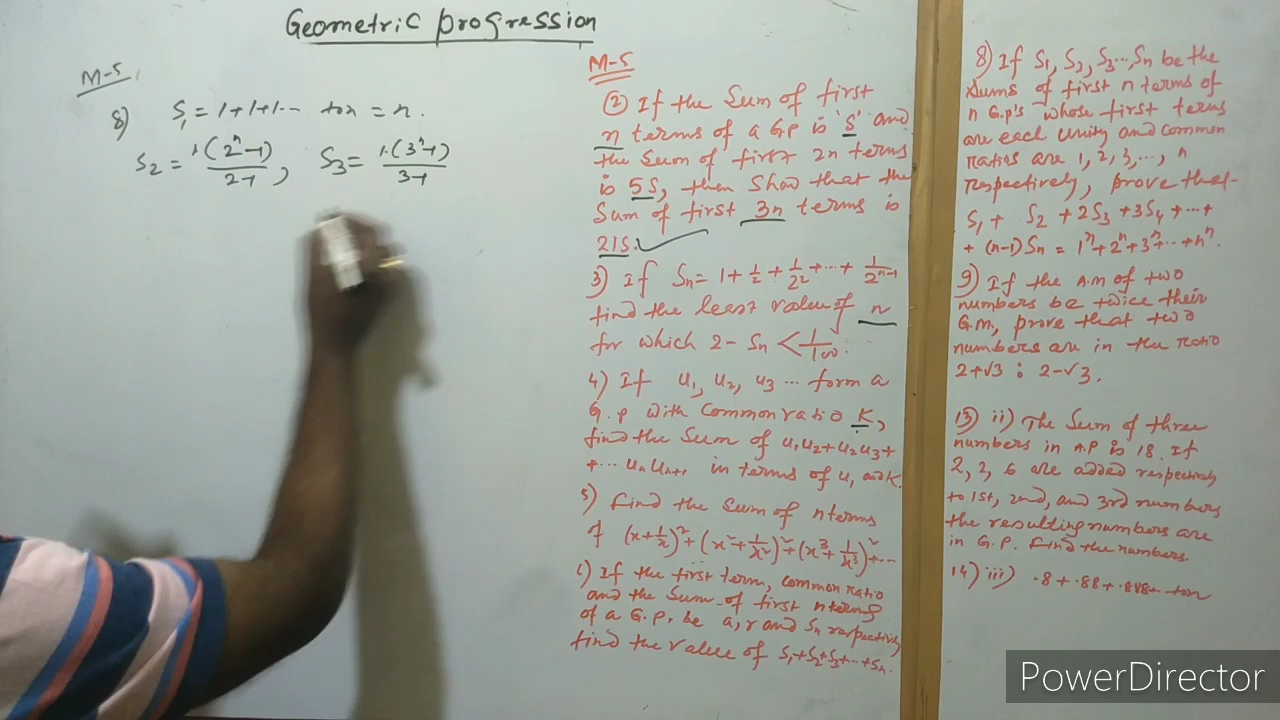 Geometric progression
M-5
8) S₁ = 1+1+1... to n = n.
S₂ = 1.(2ⁿ-1)/2-1, S₃ = 1.(3ⁿ-1)/3-1
M-5
② If the Sum of first
n terms of a GP is 'S' and
the Sum of first 2n terms
is 5S, then Show that the
Sum of first 3n terms is
21S.
3) If Sn = 1 + 1/2 + 1/2² + ... + 1/2ⁿ⁻¹
find the least value of n
for which 2 - Sn < 1/100.
4) If u₁, u₂, u₃ ... form a
G.P with Common ratio K,
find the Sum of u₁u₂+u₂u₃+
+... uₙuₙ₊₁ in terms of u₁ and K.
5) Find the Sum of n terms
of (x+1/x)² + (x²+1/x²)² + (x³+1/x³)² + ...
6) If the first term, common ratio
and the Sum of first n terms
of a G.P. be a, r and Sn respectively
find the value of S₁+S₂+S₃+...+Sn.
8) If S₁, S₂, S₃..., Sn be the
Sums of first n terms of
n G.p's whose first terms
are each Unity and Common
ratios are 1, 2, 3, ..., n
respectively, prove that
S₁ + S₂ + 2S₃ + 3S₄ + ... +
+ (n-1) Sn = 1ⁿ+2ⁿ+3ⁿ+...+nⁿ.
9) If the A.M of two
numbers be twice their
G.M, prove that two
numbers are in the ratio
2+√3 : 2-√3.
13) ii) The Sum of three
numbers in A.P is 18. If
2, 2, 6 are added respectively
to 1st, 2nd, and 3rd numbers
the resulting numbers are
in G.P. Find the numbers.
14) iii) .8 + .88 + .888... to n
PowerDirector